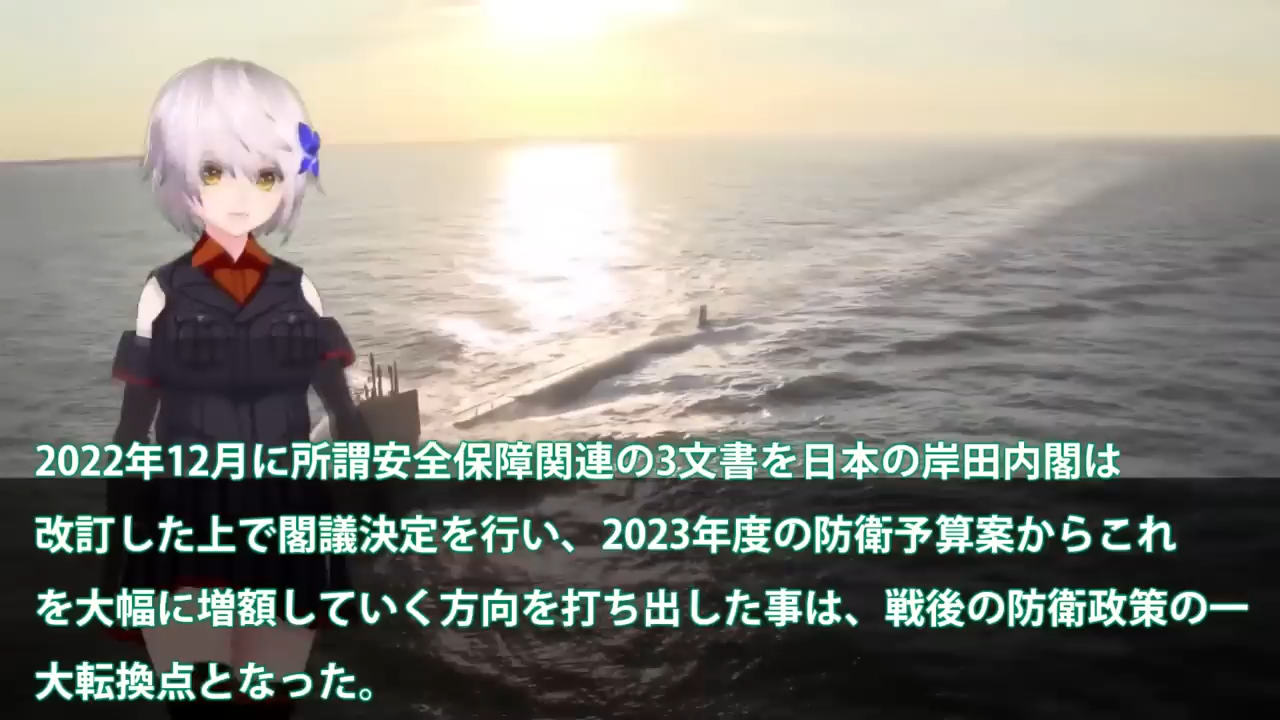 2022年12月に所謂安全保障関連の3文書を日本の岸田内閣は
改訂した上で閣議決定を行い、2023年度の防衛予算案からこれ
を大幅に増額していく方向を打ち出した事は、戦後の防衛政策の一
大転換点となった。